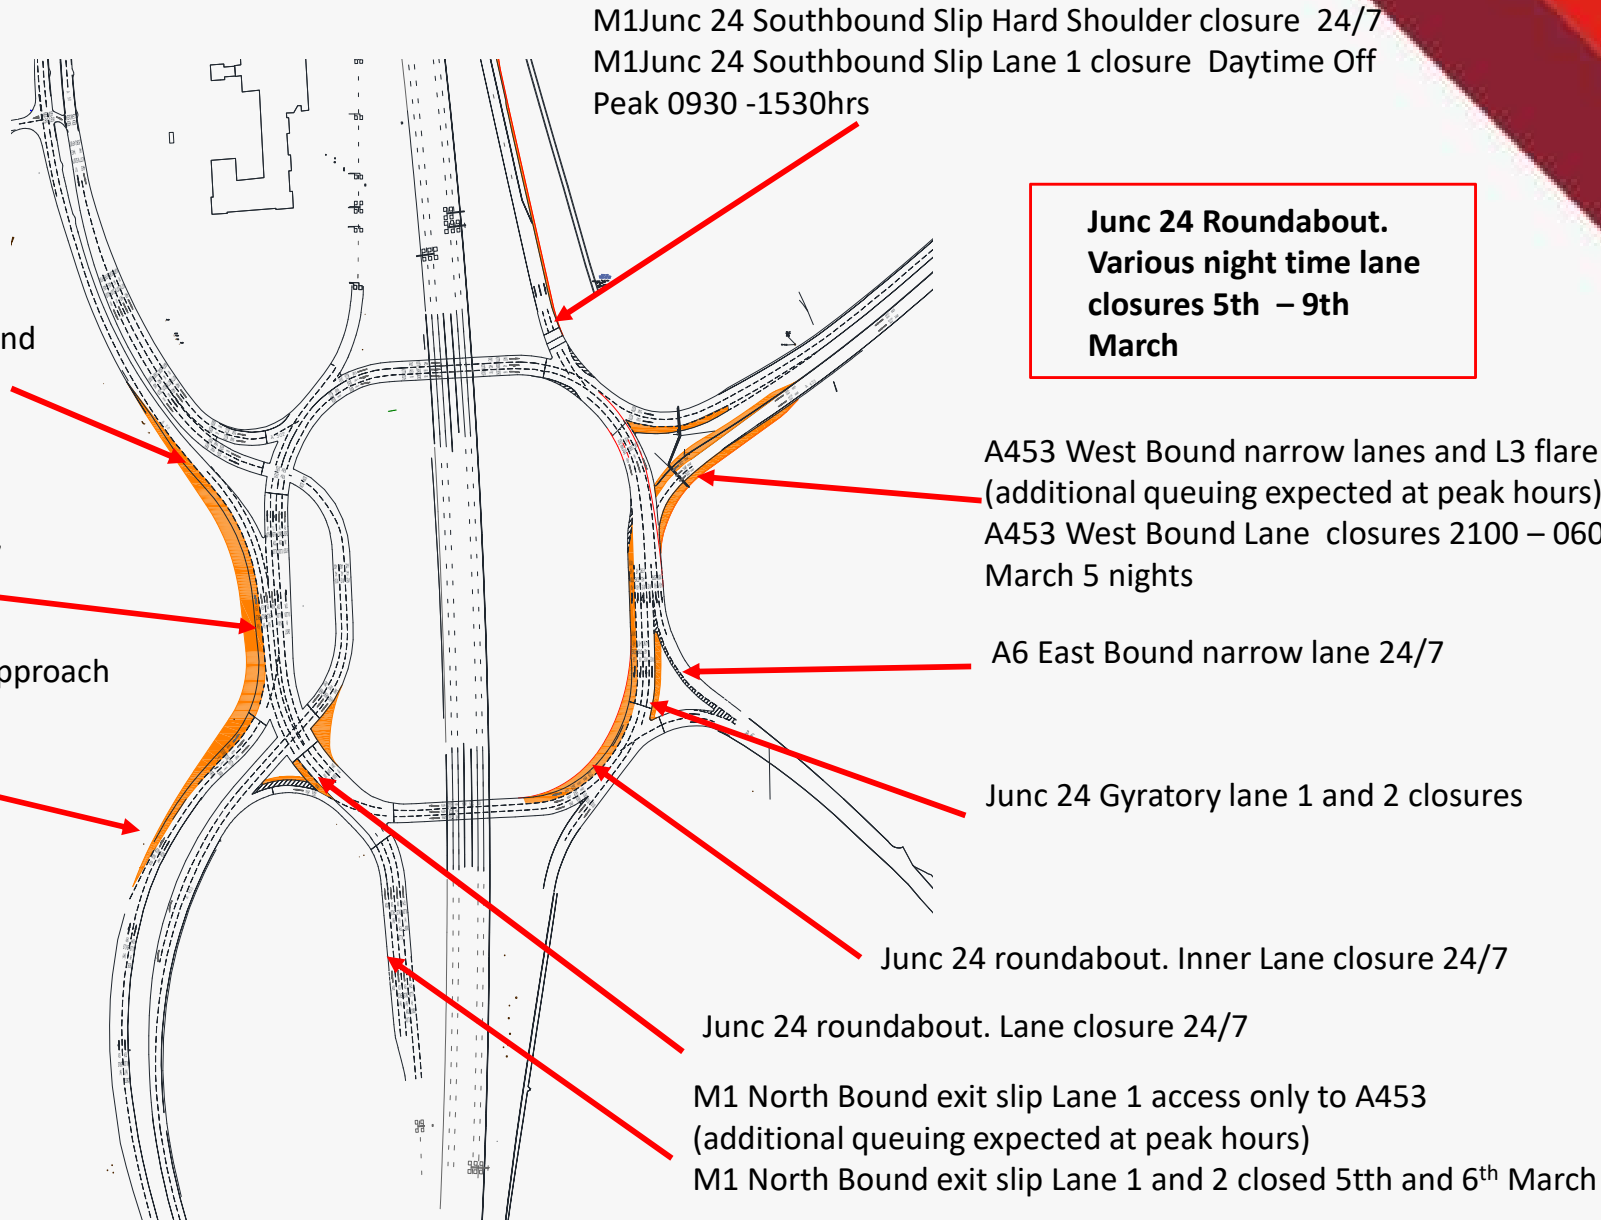 M1Junc 24 Southbound Slip Hard Shoulder closure 24/7
M1Junc 24 Southbound Slip Lane 1 closure Daytime Off
Peak 0930 -1530hrs
Junc 24 Roundabout.
Various night time lane
closures 5th – 9th
March
nd
A453 West Bound narrow lanes and L3 flare
(additional queuing expected at peak hours)
A453 West Bound Lane closures 2100 – 060
March 5 nights
A6 East Bound narrow lane 24/7
pproach
Junc 24 Gyratory lane 1 and 2 closures
Junc 24 roundabout. Inner Lane closure 24/7
Junc 24 roundabout. Lane closure 24/7
M1 North Bound exit slip Lane 1 access only to A453
(additional queuing expected at peak hours)
M1 North Bound exit slip Lane 1 and 2 closed 5tth and 6th March